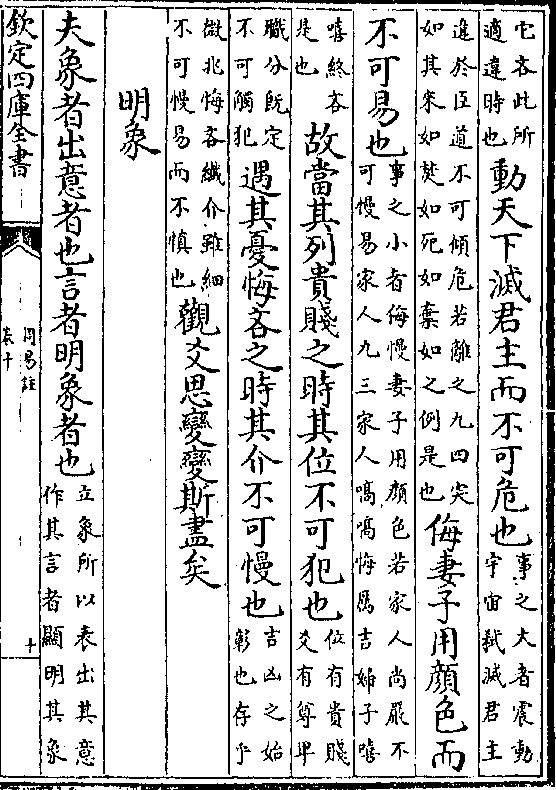 它吝此所適違時也動天下滅君主而不可危也事之大者震動宇宙弒滅君主
違於臣道不可傾危若離之九四突如其來如焚如死如棄如之例是也侮妻子用顔色而
不可易也事之小者侮慢妻子用顔色若家人尚嚴不可慢易家人九三家人嗃嗃悔厲吉婦子嘻
嘻終吝是也故當其列貴賤之時其位不可犯也位有貴賤爻有尊卑
職分既定不可觸犯遇其憂悔吝之時其介不可慢也吉凶之始彰也存乎
微兆悔吝纖介雖細不可慢易而不慎也觀爻思變變斯盡矣
明象
夫象者出意者也言者明象者也立象所以表出其意作其言者顯明其象
欽定四庫全書
周易註
卷十
十